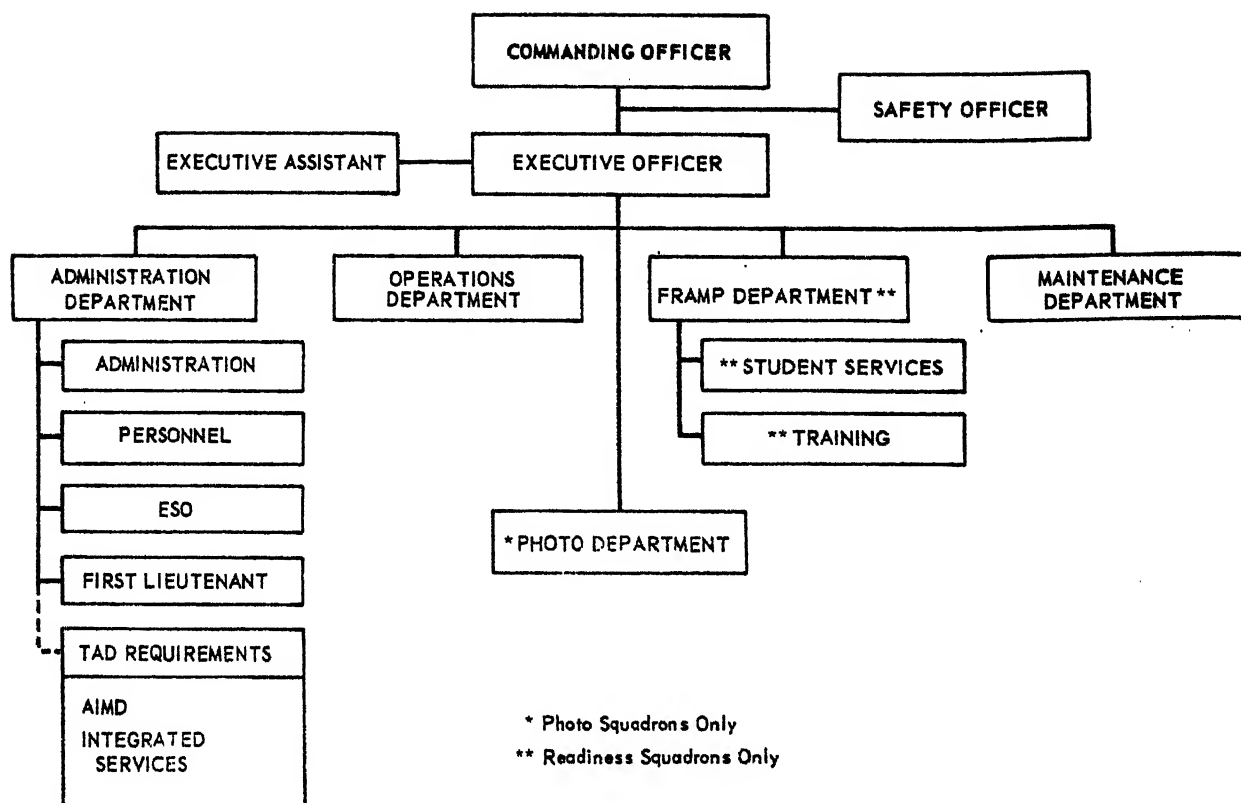 COMMANDING OFFICER
SAFETY OFFICER
EXECUTIVE ASSISTANT
EXECUTIVE OFFICER
ADMINISTRATION
DEPARTMENT
OPERATIONS
DEPARTMENT
FRAMP DEPARTMENT **
MAINTENANCE
DEPARTMENT
ADMINISTRATION
PERSONNEL
ESO
FIRST LIEUTENANT
TAD REQUIREMENTS
AIMD
INTEGRATED
SERVICES
** STUDENT SERVICES
** TRAINING
* PHOTO DEPARTMENT
* Photo Squadrons Only
** Readiness Squadrons Only